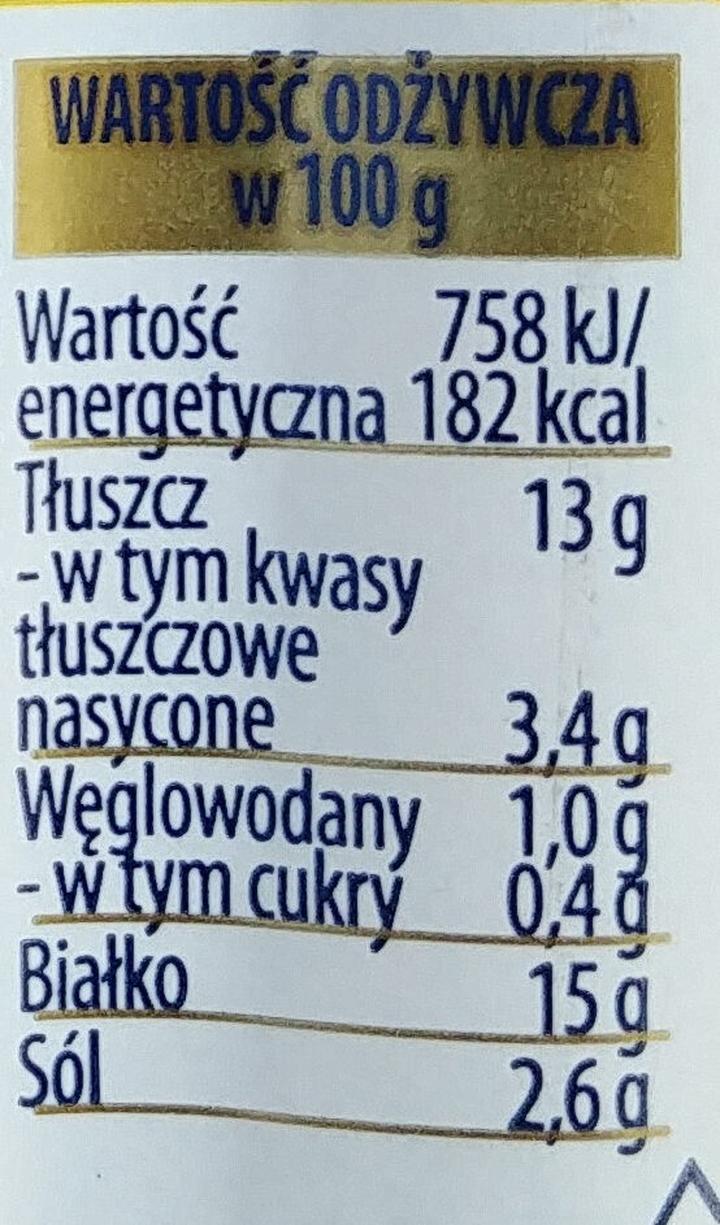 WARTOŚĆ ODŻYWCZA
w 100 g
Wartość 758 kJ/
energetyczna 182 kcal
Tłuszcz 13 g
- w tym kwasy
tłuszczowe
nasycone 3,4 g
Węglowodany 1,0 g
- w tym cukry 0,4 g
Białko 15 g
Sól 2,6 g